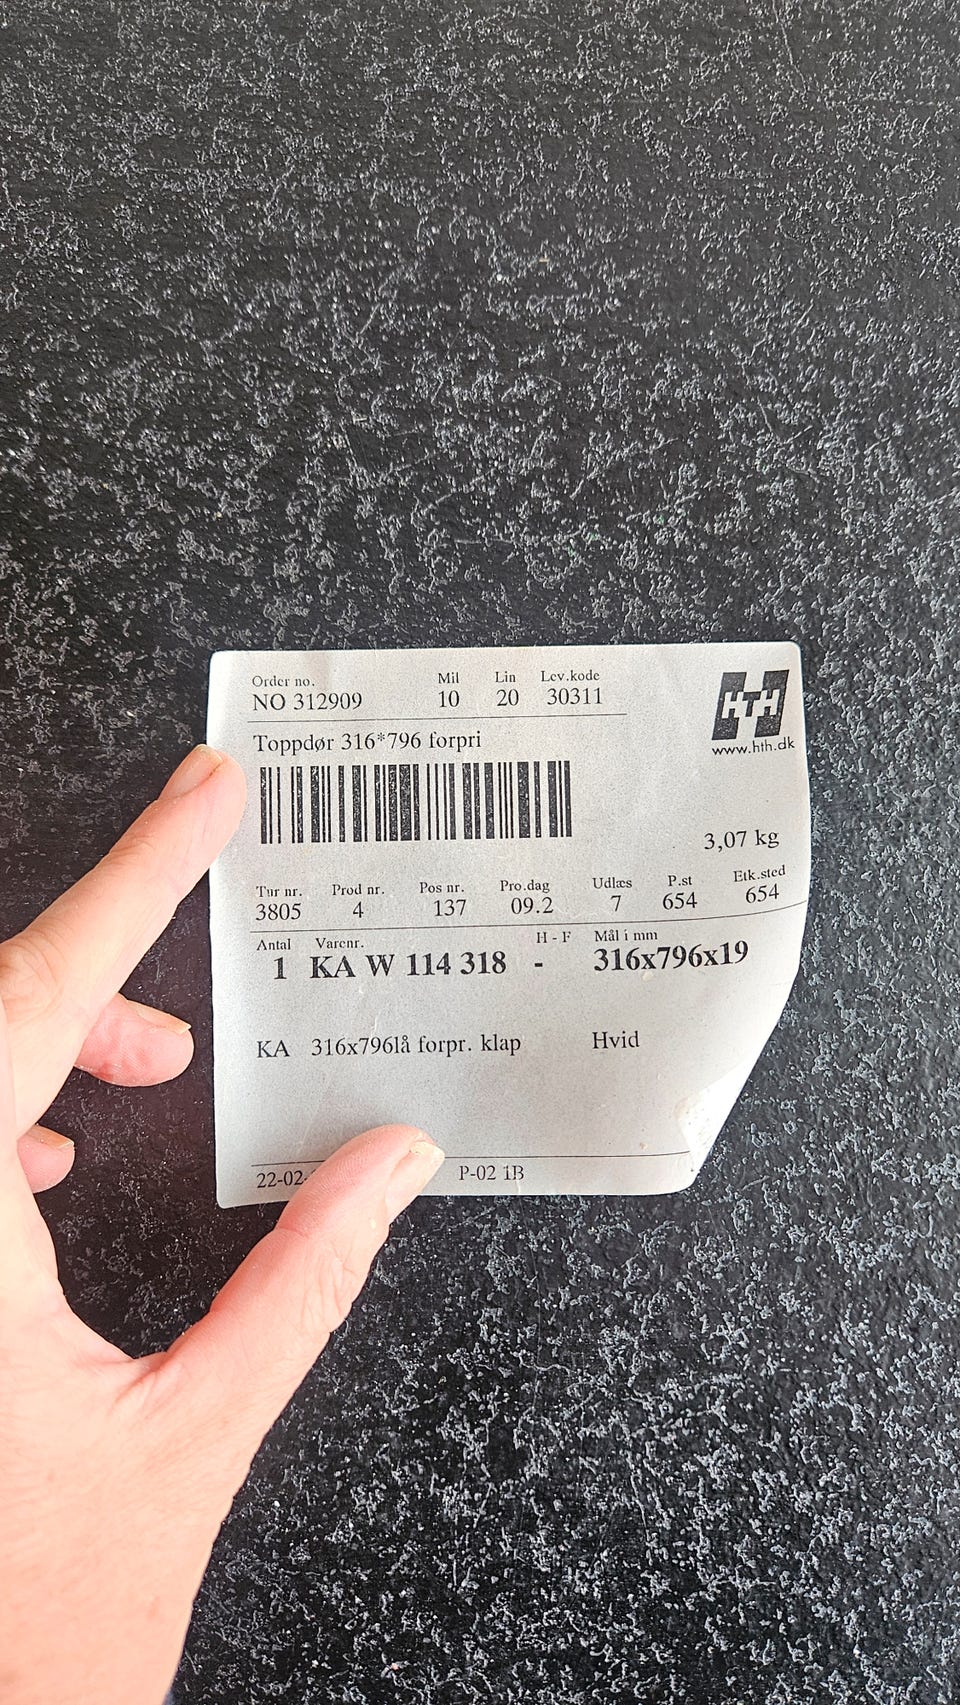 Order no. Mil Lin Lev.kode
NO 312909 10 20 30311
HTH
www.hth.dk
Toppdør 316*796 forpri
3,07 kg
Tur nr. Prod nr. Pos nr. Pro.dag Udlæs P.st Etk.sted
3805 4 137 09.2 7 654 654
Antal Varenr. H - F Mål i mm
1 KA W 114 318 - 316x796x19
KA 316x796lå forpr. klap Hvid
22-02- P-02 1B